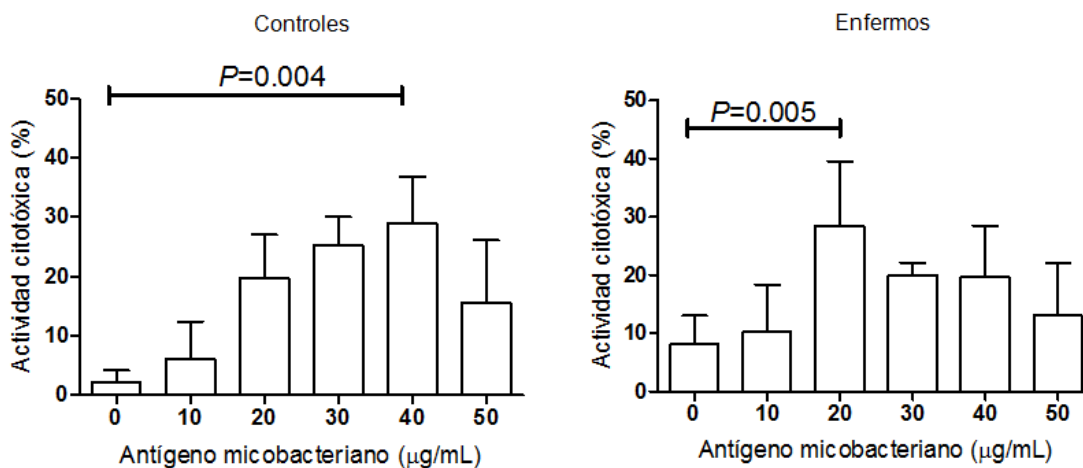 Controles
P=0.004
50
40
30
20
10
0
Actividad citotóxica (%)
0 10 20 30 40 50
Antígeno micobacteriano (µg/mL)
Enfermos
P=0.005
50
40
30
20
10
0
Actividad citotóxica (%)
0 10 20 30 40 50
Antígeno micobacteriano (µg/mL)